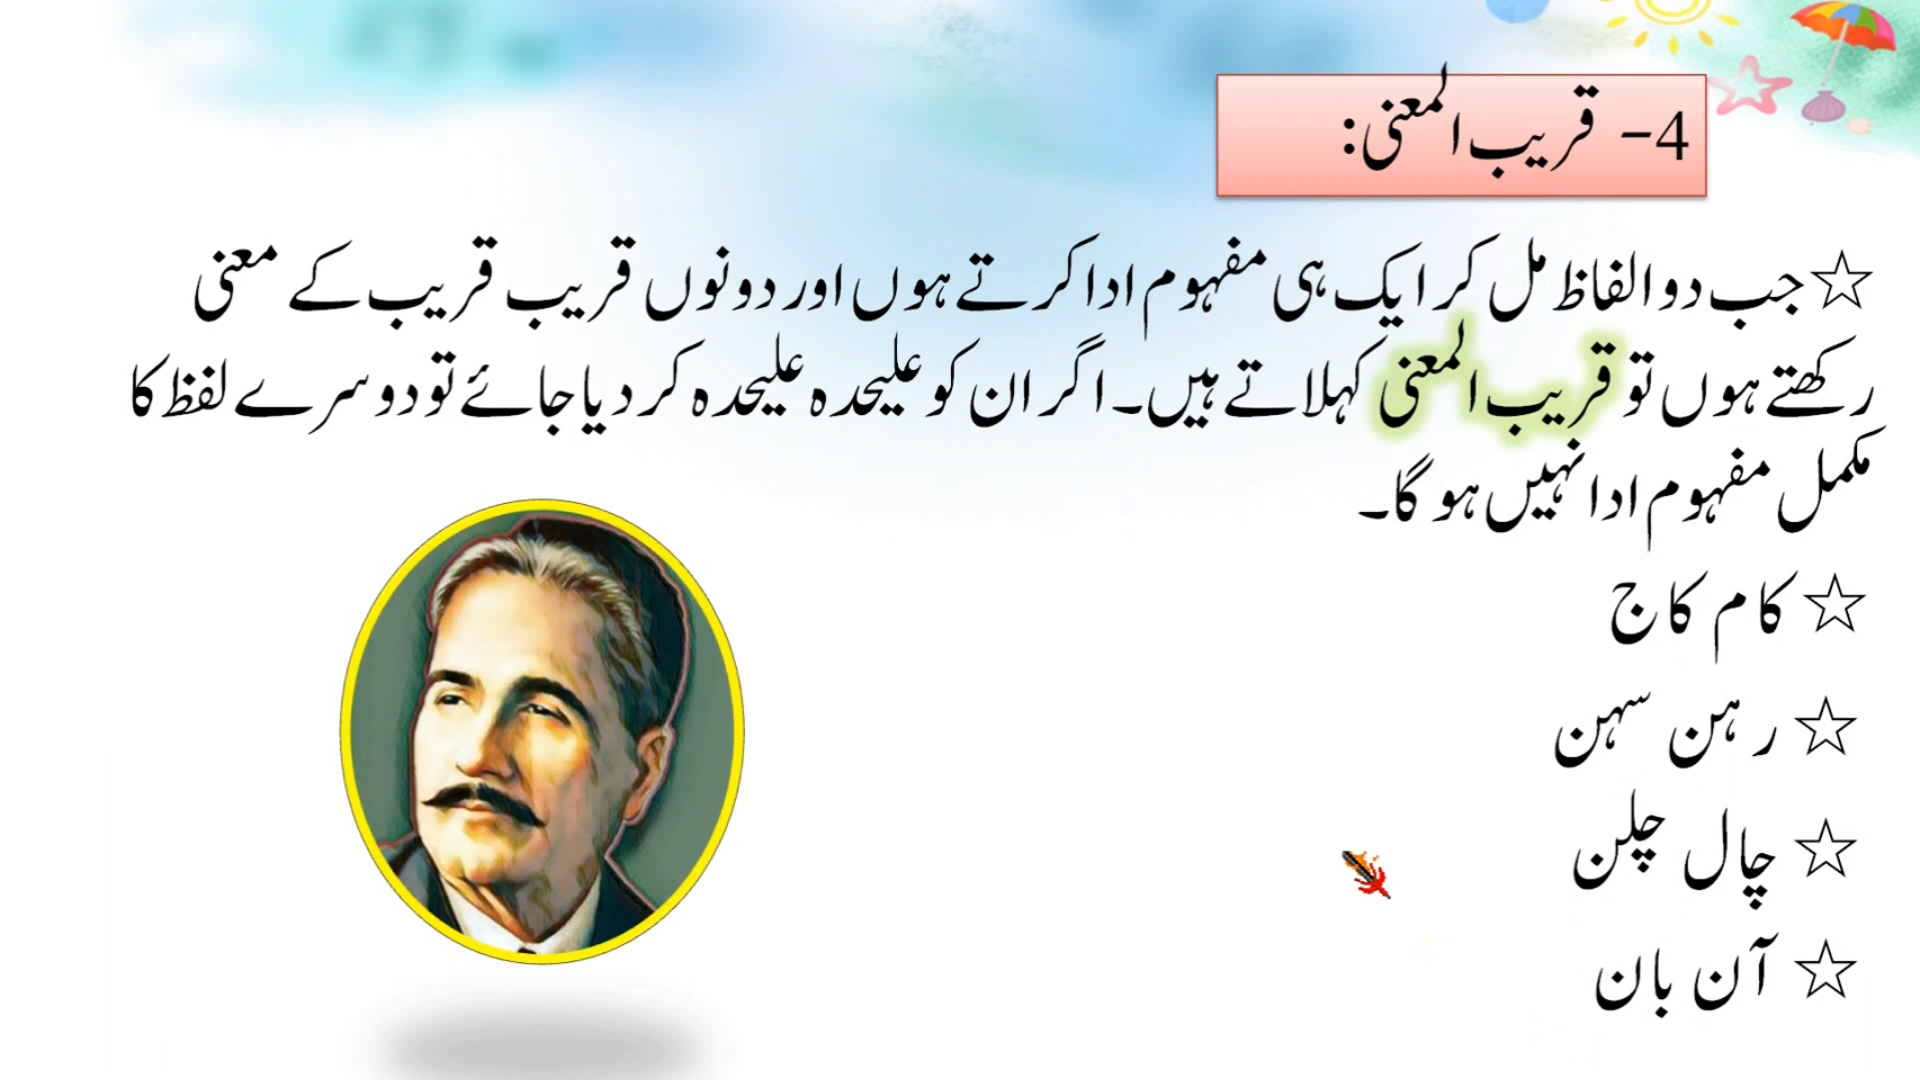 4- قریب المعنی:
☆ جب دو الفاظ مل کر ایک ہی مفہوم ادا کرتے ہوں اور دونوں قریب قریب کے معنی
رکھتے ہوں تو قریب المعنی کہلاتے ہیں۔ اگر ان کو علیحدہ علیحدہ کر دیا جائے تو دوسرے لفظ کا
مکمل مفہوم ادا نہیں ہو گا۔
☆ کام کاج
☆ رہن سہن
☆ چال چلن
☆ آن بان